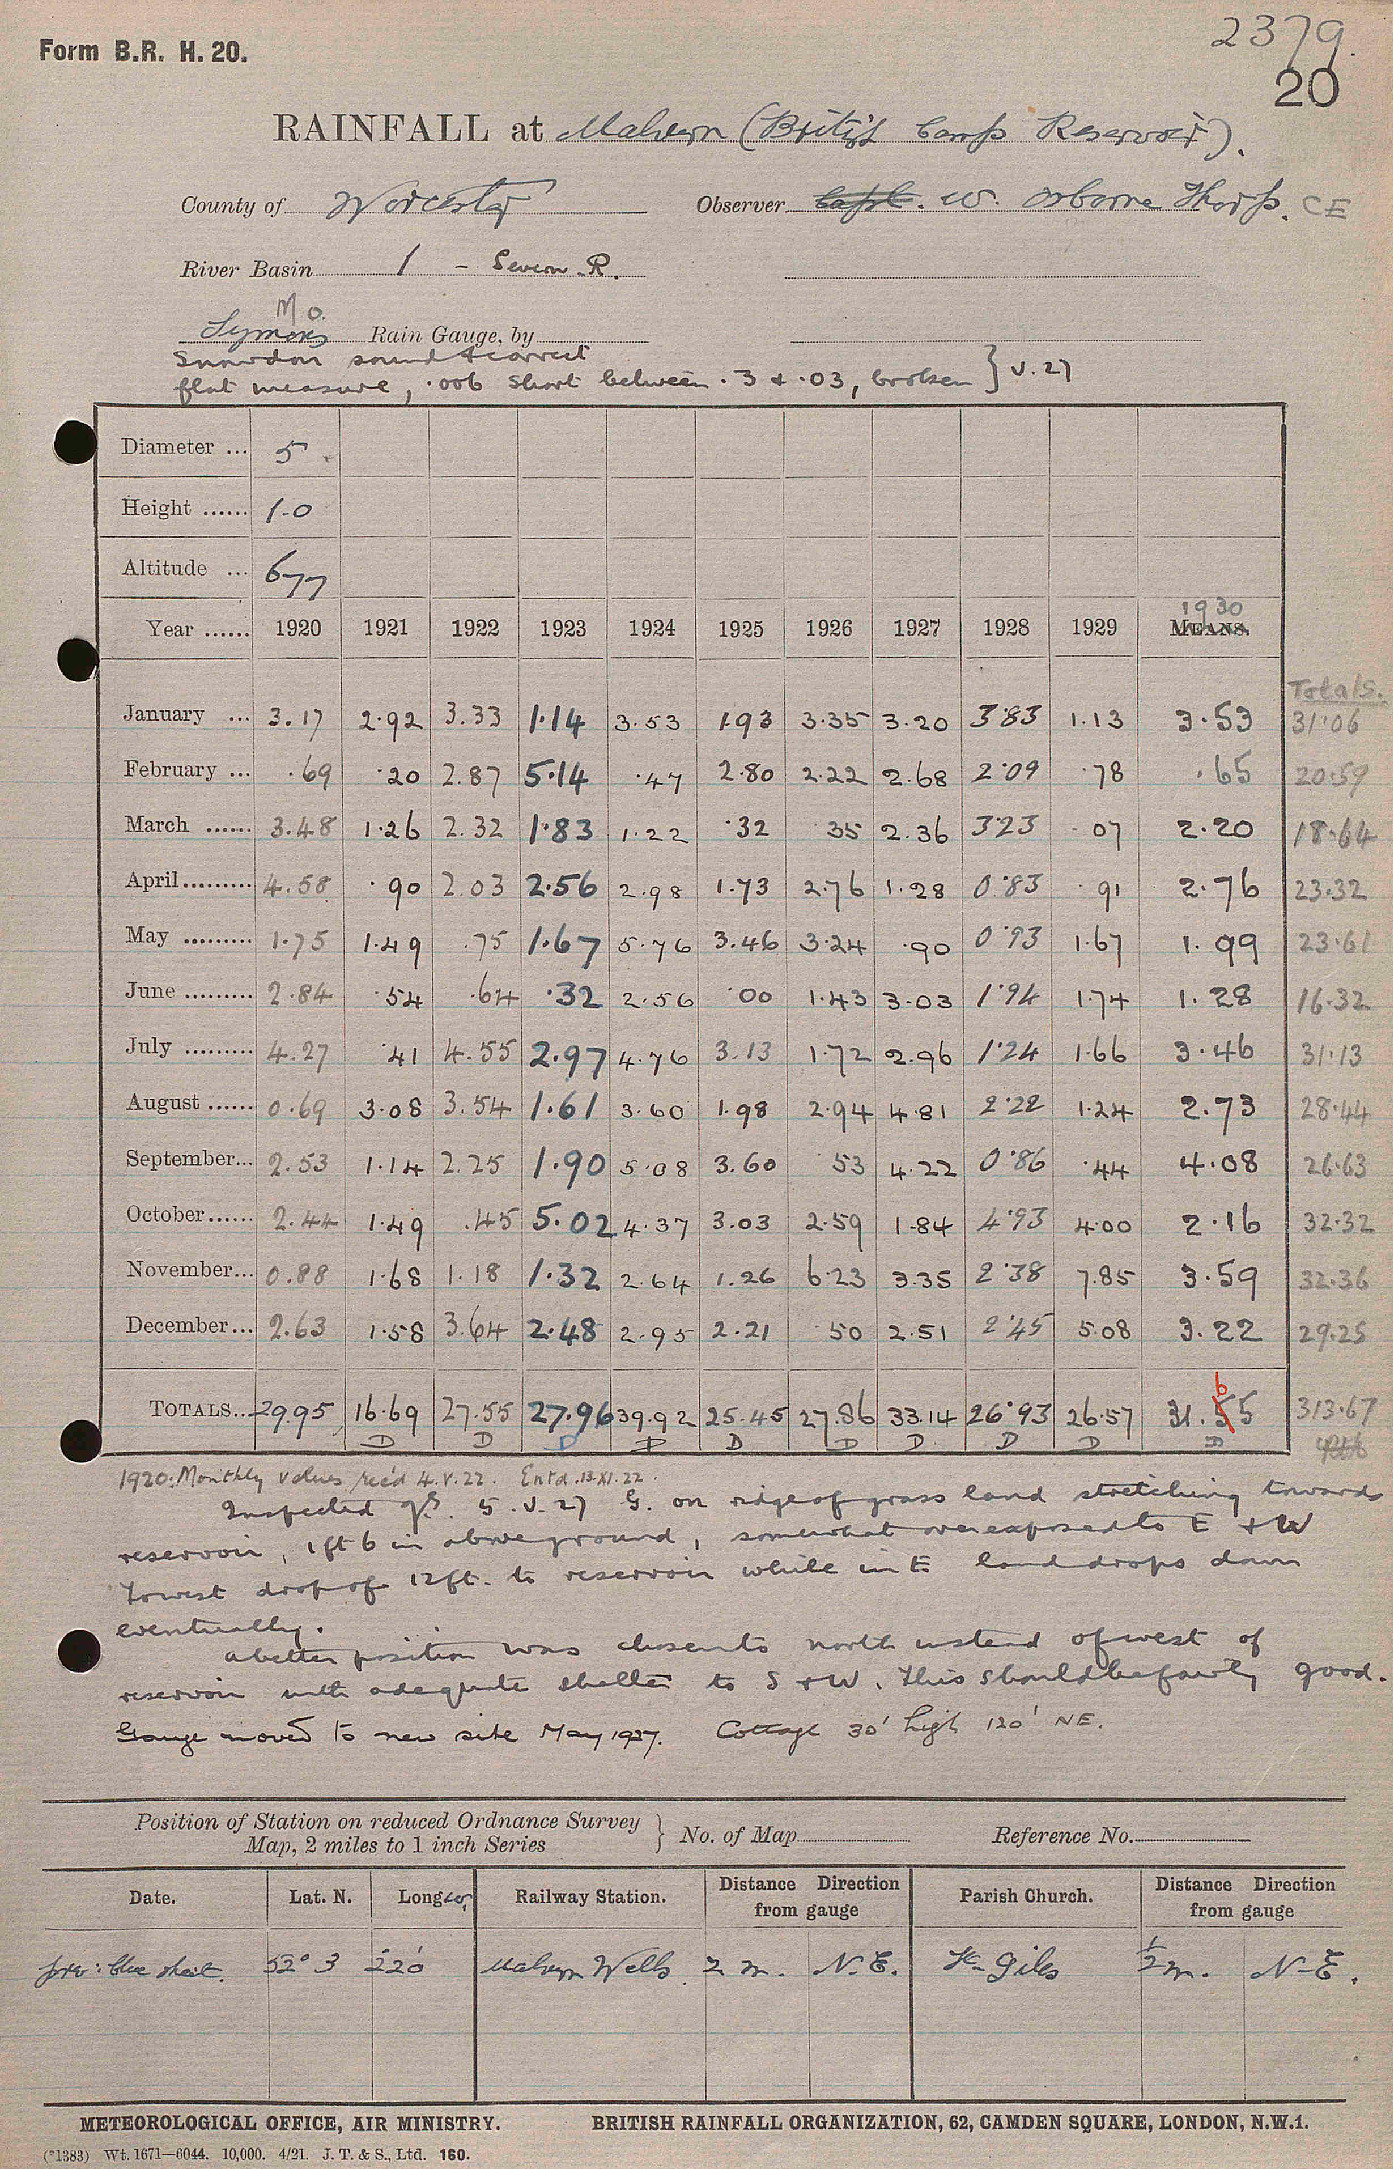 2379.
Form B.R. H. 20.
20
RAINFALL at Malvern (British Camp Reservoir).
County of Worcester Observer Capt. W. Osborne Thorp. CE
River Basin 1 - Severn R.
M O.
Symons Rain Gauge, by
Snowdon sound & correct
flat measure, .006 short between .3 & .03, broken } V.27
Diameter ... 5
Height ...... 1.0
Altitude ... 677
1930
Year ...... 1920 1921 1922 1923 1924 1925 1926 1927 1928 1929 MEANS.
Totals.
January ... 3.17 2.92 3.33 1.14 3.53 1.93 3.35 3.20 3.83 1.13 3.53 31.06
February ... .69 .20 2.87 5.14 .47 2.80 2.22 2.68 2.09 .78 .65 20.59
March ...... 3.48 1.26 2.32 1.83 1.22 .32 35 2.36 3.23 .07 2.20 18.64
April ......... 4.58 .90 2.03 2.56 2.98 1.73 2.76 1.28 0.83 .91 2.76 23.32
May ......... 1.75 1.49 .75 1.67 5.76 3.46 3.24 .90 0.93 1.67 1.99 23.61
June ......... 2.84 .54 .64 .32 2.56 .00 1.43 3.03 1.94 1.74 1.28 16.32
July ......... 4.27 .41 4.55 2.97 4.76 3.13 1.72 2.96 1.24 1.66 3.46 31.13
August ...... 0.69 3.08 3.54 1.61 3.60 1.98 2.94 4.81 2.22 1.24 2.73 28.44
September... 2.53 1.14 2.25 1.90 5.08 3.60 .53 4.22 0.86 .44 4.08 26.63
October...... 2.44 1.49 .45 5.02 4.37 3.03 2.59 1.84 4.93 4.00 2.16 32.32
November... 0.88 1.68 1.18 1.32 2.64 1.26 6.23 3.35 2.38 7.85 3.59 32.36
December... 2.63 1.58 3.64 2.48 2.95 2.21 50 2.51 2.45 5.08 3.22 29.25
6
TOTALS... 29.95 16.69 27.55 27.96 39.92 25.45 27.86 33.14 26.93 26.57 31.55 313.67
D D D D D D D D D D
1920. Monthly values rec'd 4.V.22. Entd. 13.XI.22.
Inspected 5.V.27 G. on ridge of grass land stretching towards
reservoir, 1 ft 6 in above ground, somewhat overexposed to E & W
To west drop of 12 ft. to reservoir while in E land drops down
eventually.
A better position was chosen to north instead of west of
reservoir with adequate shelter to S & W. This should be fairly good.
Gauge moved to new site May 1927. Cottage 30' high 120' NE.
Position of Station on reduced Ordnance Survey
Map, 2 miles to 1 inch Series } No. of Map Reference No.
Date. Lat. N. Long W. Railway Station. Distance Direction from gauge Parish Church. Distance Direction from gauge
prev: blue sheet. 52° 3 2 20' Malvern Wells 2 m. N.E. St. Giles ½ m. N-E.
METEOROLOGICAL OFFICE, AIR MINISTRY. BRITISH RAINFALL ORGANIZATION, 62, CAMDEN SQUARE, LONDON, N.W.1.
(*1383) Wt. 1671—6044. 10,000. 4/21. J. T. & S., Ltd. 160.